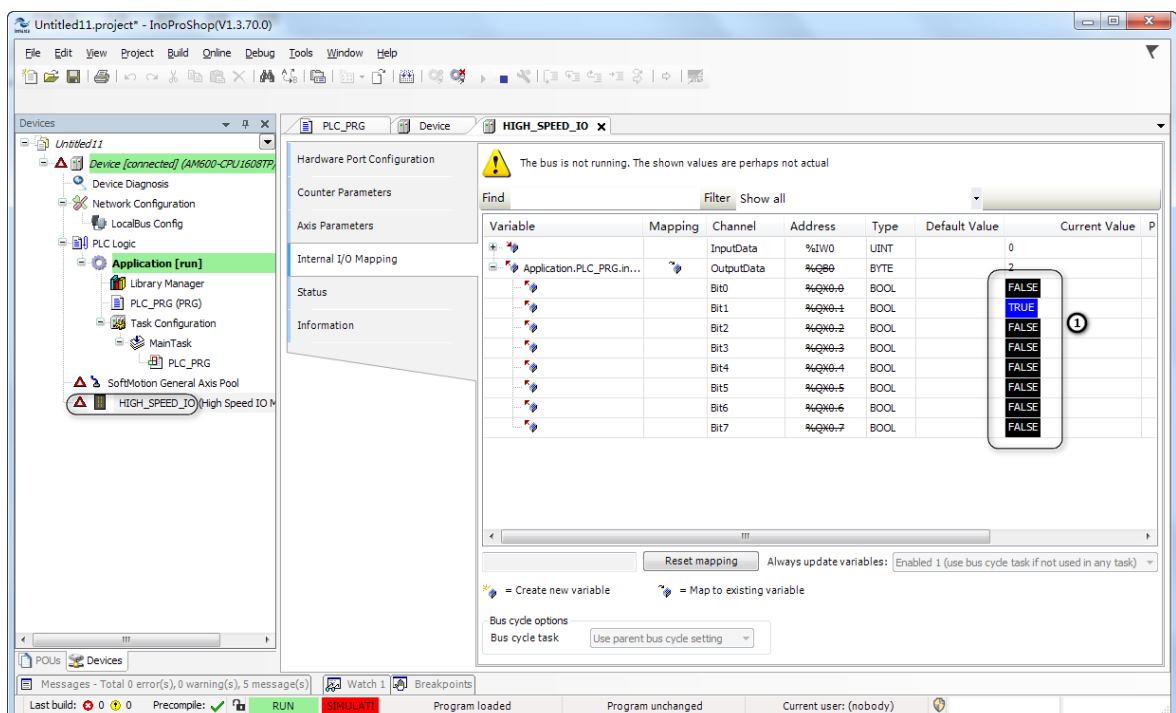 Untitled11.project* - InoProShop(V1.3.70.0)
File Edit View Project Build Online Debug Tools Window Help
Devices
Untitled11
Device [connected] (AM600-CPU1608TP)
Device Diagnosis
Network Configuration
LocalBus Config
PLC Logic
Application [run]
Library Manager
PLC_PRG (PRG)
Task Configuration
MainTask
PLC_PRG
SoftMotion General Axis Pool
HIGH_SPEED_IO (High Speed IO M
POUs Devices
PLC_PRG Device HIGH_SPEED_IO
Hardware Port Configuration
Counter Parameters
Axis Parameters
Internal I/O Mapping
Status
Information
The bus is not running. The shown values are perhaps not actual
Find Filter Show all
Variable Mapping Channel Address Type Default Value Current Value P
InputData %IW0 UINT 0
Application.PLC_PRG.in... OutputData %QB0 BYTE 2
Bit0 %QX0.0 BOOL FALSE
Bit1 %QX0.1 BOOL TRUE
Bit2 %QX0.2 BOOL FALSE
Bit3 %QX0.3 BOOL FALSE
Bit4 %QX0.4 BOOL FALSE
Bit5 %QX0.5 BOOL FALSE
Bit6 %QX0.6 BOOL FALSE
Bit7 %QX0.7 BOOL FALSE
①
Reset mapping Always update variables: Enabled 1 (use bus cycle task if not used in any task)
= Create new variable = Map to existing variable
Bus cycle options
Bus cycle task Use parent bus cycle setting
Messages - Total 0 error(s), 0 warning(s), 5 message(s) Watch 1 Breakpoints
Last build: 0 0 Precompile: RUN SIMULATI Program loaded Program unchanged Current user: (nobody)